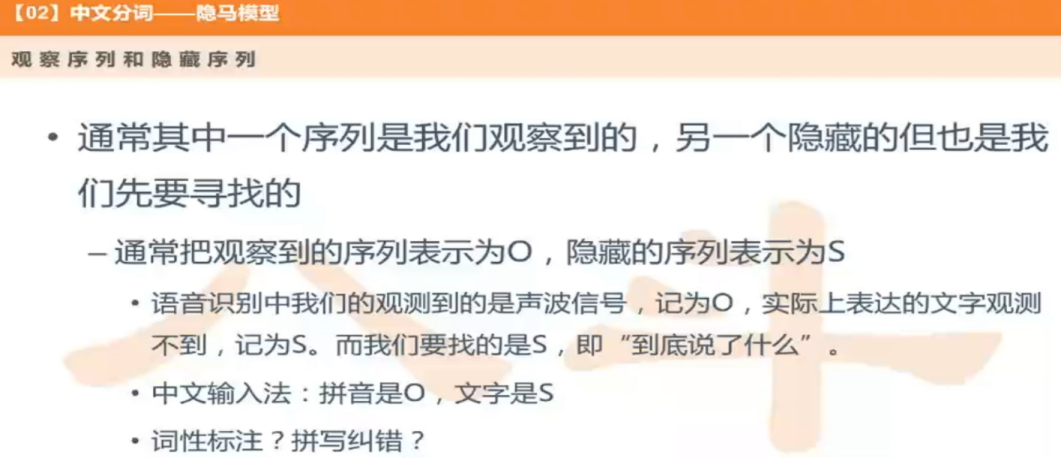 【02】中文分词——隐马模型
观察序列和隐藏序列
• 通常其中一个序列是我们观察到的，另一个隐藏的但也是我
们先要寻找的
– 通常把观察到的序列表示为O，隐藏的序列表示为S
• 语音识别中我们的观测到的是声波信号，记为O，实际上表达的文字观测
不到，记为S。而我们要找的是S，即“到底说了什么”。
• 中文输入法：拼音是O，文字是S
• 词性标注？拼写纠错？
八斗